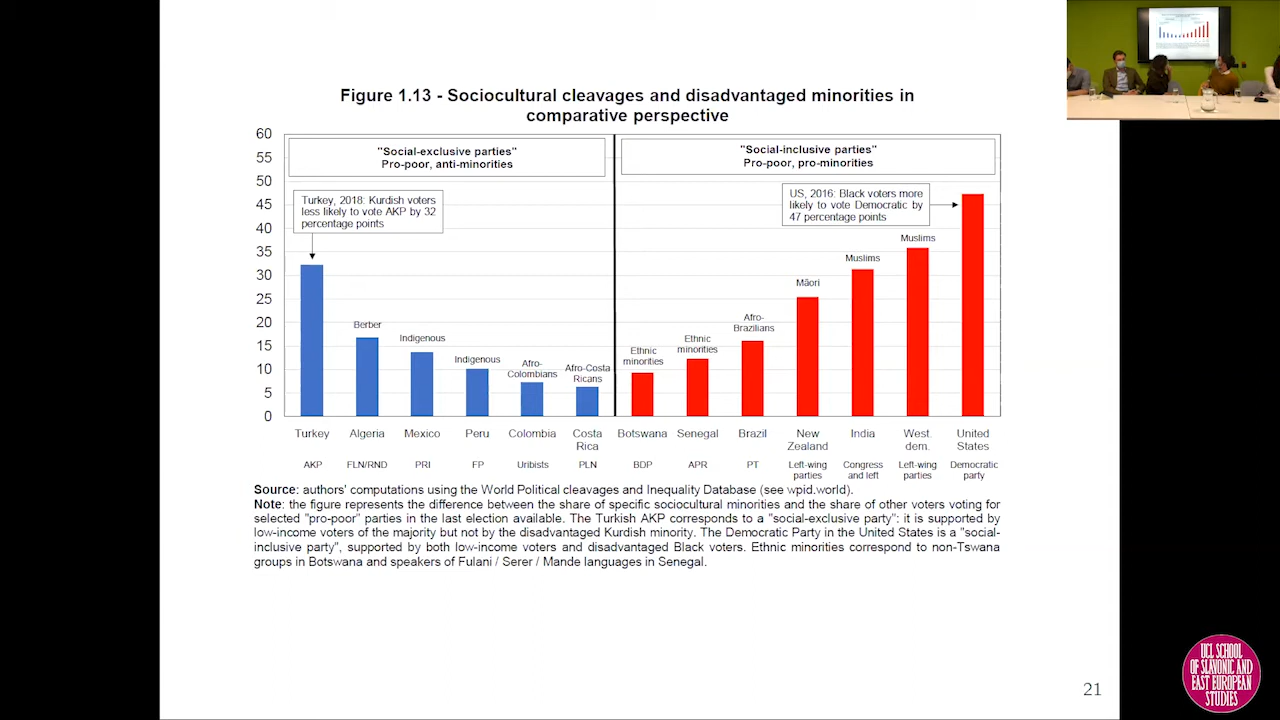 Figure 1.13 - Sociocultural cleavages and disadvantaged minorities in
comparative perspective
60
55
50
45
40
35
30
25
20
15
10
5
0
"Social-exclusive parties"
Pro-poor, anti-minorities
"Social-inclusive parties"
Pro-poor, pro-minorities
Turkey, 2018: Kurdish voters
less likely to vote AKP by 32
percentage points
US, 2016: Black voters more
likely to vote Democratic by
47 percentage points
Berber
Indigenous
Indigenous
Afro-
Colombians
Afro-Costa
Ricans
Ethnic
minorities
Ethnic
minorities
Afro-
Brazilians
Māori
Muslims
Muslims
Turkey
Algeria
Mexico
Peru
Colombia
Costa
Rica
Botswana
Senegal
Brazil
New
Zealand
India
West.
dem.
United
States
AKP
FLN/RND
PRI
FP
Uribists
PLN
BDP
APR
PT
Left-wing
parties
Congress
and left
Left-wing
parties
Democratic
party
Source: authors' computations using the World Political cleavages and Inequality Database (see wpid.world).
Note: the figure represents the difference between the share of specific sociocultural minorities and the share of other voters voting for
selected "pro-poor" parties in the last election available. The Turkish AKP corresponds to a "social-exclusive party": it is supported by
low-income voters of the majority but not by the disadvantaged Kurdish minority. The Democratic Party in the United States is a "social-
inclusive party", supported by both low-income voters and disadvantaged Black voters. Ethnic minorities correspond to non-Tswana
groups in Botswana and speakers of Fulani / Serer / Mande languages in Senegal.
21
UCL SCHOOL
OF SLAVONIC AND
EAST EUROPEAN
STUDIES